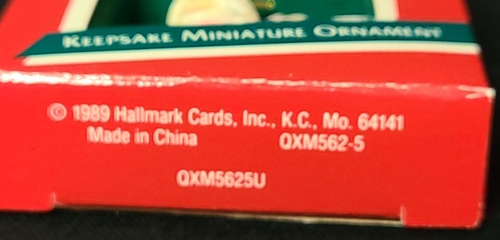 KEEPSAKE MINIATURE ORNAMENT
© 1989 Hallmark Cards, Inc., K.C., Mo. 64141
Made in China QXM562-5
QXM5625U